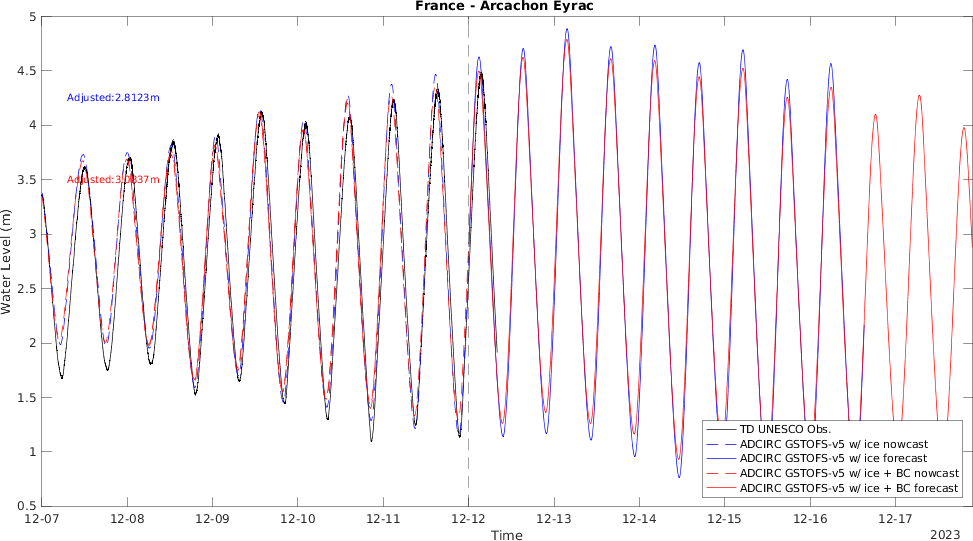 France - Arcachon Eyrac
5
4.5
4
3.5
3
2.5
2
1.5
1
0.5
Water Level (m)
Adjusted:2.8123m
Adjusted:3.0837m
TD UNESCO Obs.
ADCIRC GSTOFS-v5 w/ ice nowcast
ADCIRC GSTOFS-v5 w/ ice forecast
ADCIRC GSTOFS-v5 w/ ice + BC nowcast
ADCIRC GSTOFS-v5 w/ ice + BC forecast
12-07 12-08 12-09 12-10 12-11 12-12 12-13 12-14 12-15 12-16 12-17
Time
2023